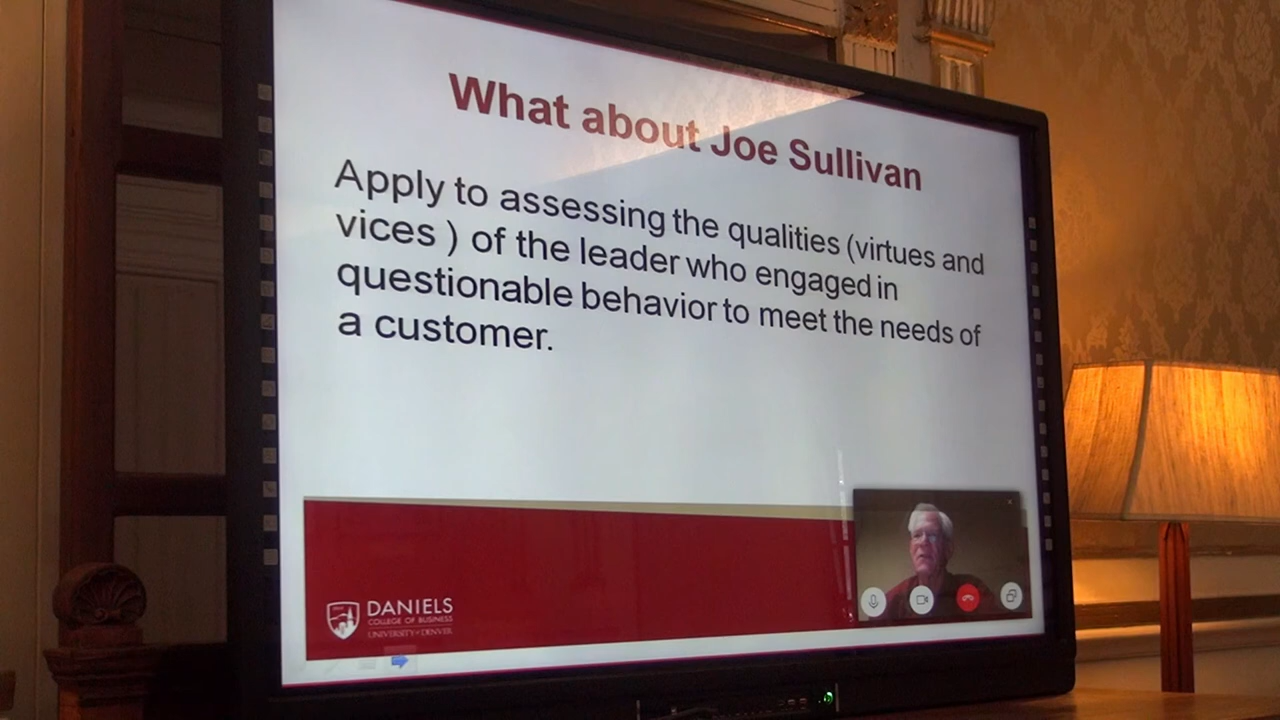 What about Joe Sullivan
Apply to assessing the qualities (virtues and
vices ) of the leader who engaged in
questionable behavior to meet the needs of
a customer.
DANIELS
COLLEGE OF BUSINESS
UNIVERSITY OF DENVER